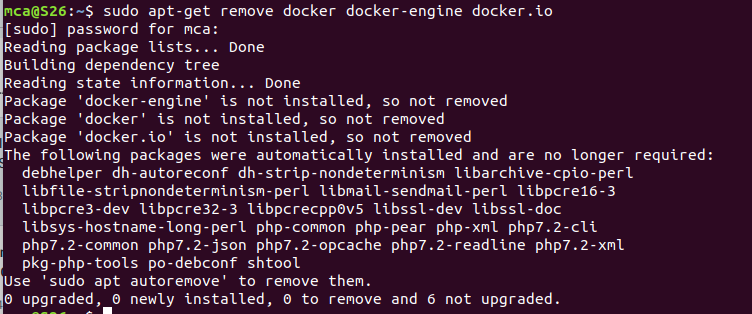 mca@S26:~$ sudo apt-get remove docker docker-engine docker.io
[sudo] password for mca:
Reading package lists... Done
Building dependency tree
Reading state information... Done
Package 'docker-engine' is not installed, so not removed
Package 'docker' is not installed, so not removed
Package 'docker.io' is not installed, so not removed
The following packages were automatically installed and are no longer required:
  debhelper dh-autoreconf dh-strip-nondeterminism libarchive-cpio-perl
  libfile-stripnondeterminism-perl libmail-sendmail-perl libpcre16-3
  libpcre3-dev libpcre32-3 libpcrecpp0v5 libssl-dev libssl-doc
  libsys-hostname-long-perl php-common php-pear php-xml php7.2-cli
  php7.2-common php7.2-json php7.2-opcache php7.2-readline php7.2-xml
  pkg-php-tools po-debconf shtool
Use 'sudo apt autoremove' to remove them.
0 upgraded, 0 newly installed, 0 to remove and 6 not upgraded.
mca@S26:~$